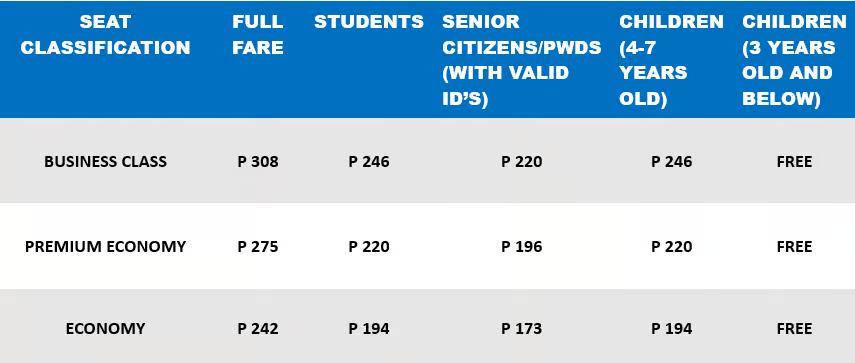 SEAT CLASSIFICATION FULL FARE STUDENTS SENIOR CITIZENS/PWDS (WITH VALID ID’S) CHILDREN (4-7 YEARS OLD) CHILDREN (3 YEARS OLD AND BELOW)
BUSINESS CLASS P 308 P 246 P 220 P 246 FREE
PREMIUM ECONOMY P 275 P 220 P 196 P 220 FREE
ECONOMY P 242 P 194 P 173 P 194 FREE